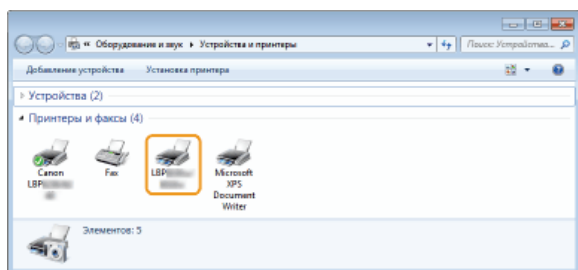 « Оборудование и звук ▸ Устройства и принтеры
Поиск: Устройства...
Добавление устройства Установка принтера
Устройства (2)
Принтеры и факсы (4)
Canon
LBP
Fax
LBP
Microsoft
XPS
Document
Writer
Элементов: 5